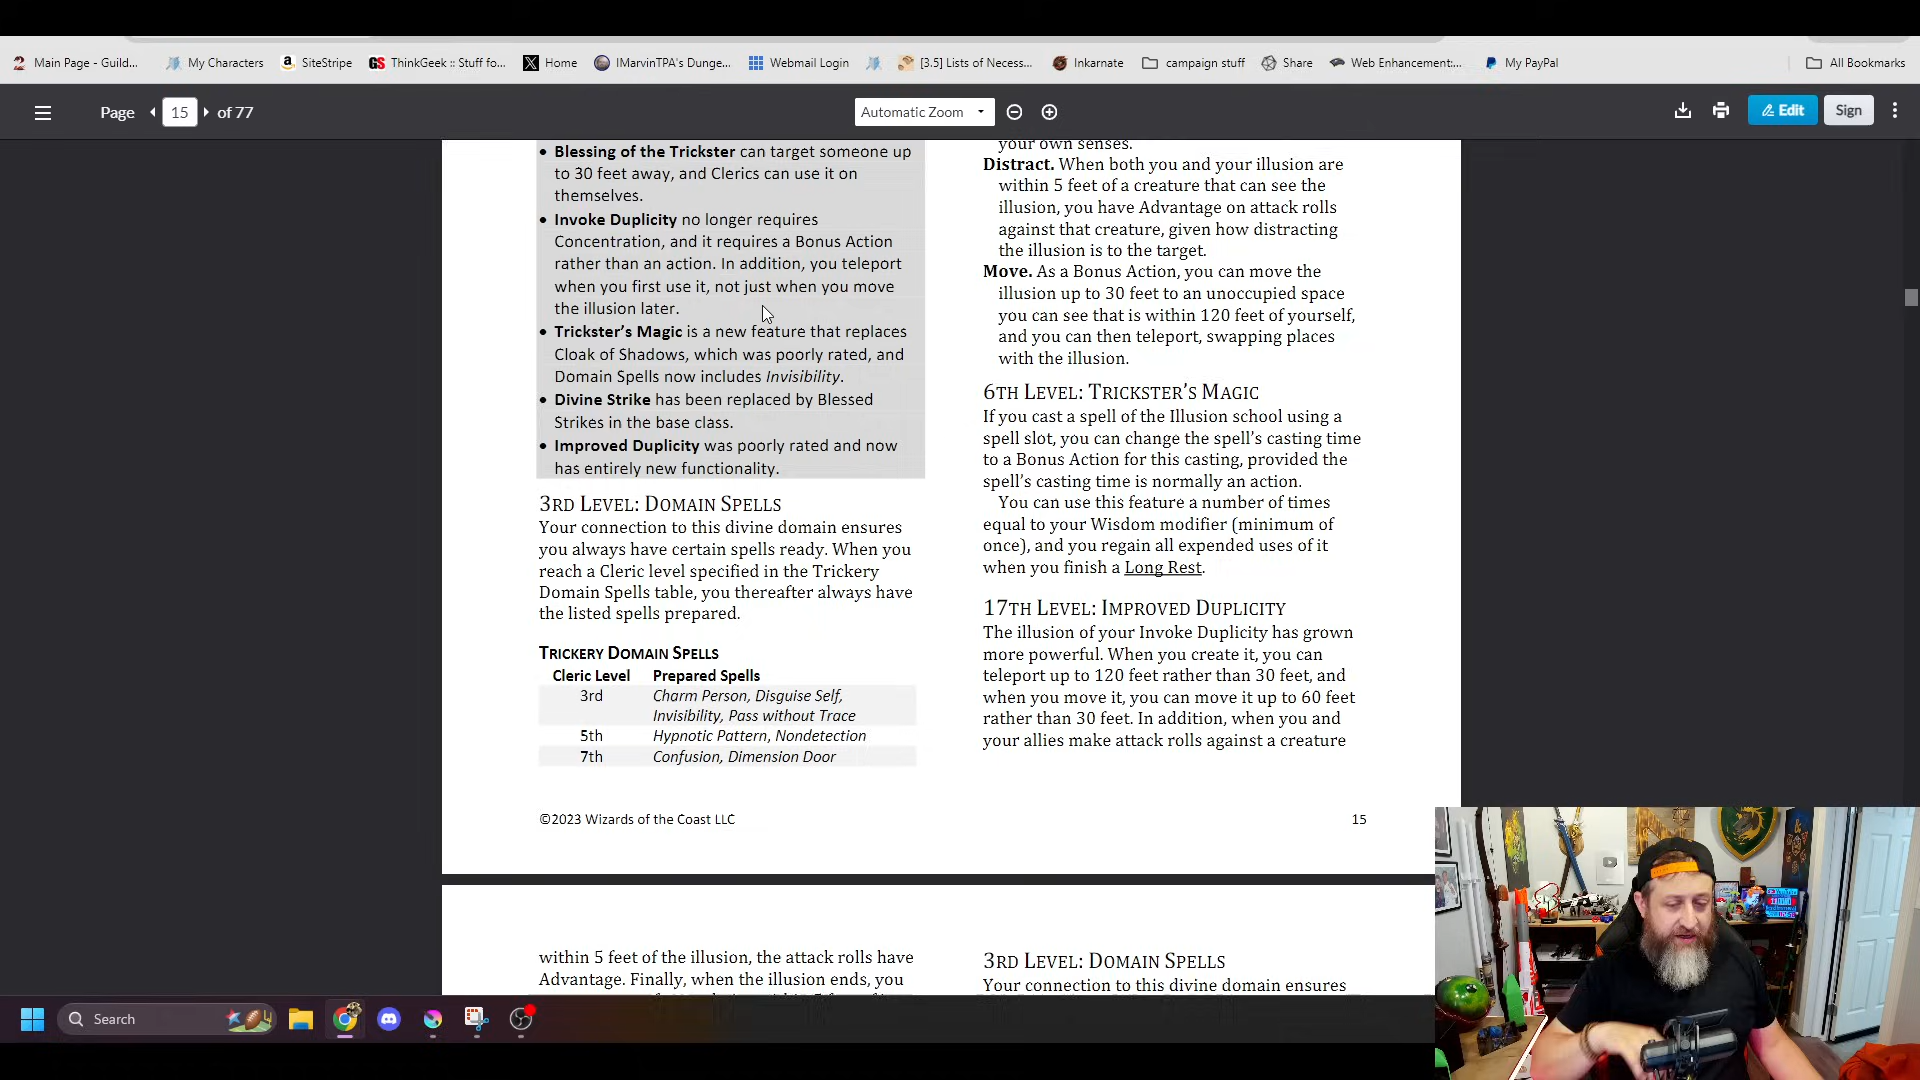 Main Page - Guild...
My Characters
SiteStripe
ThinkGeek :: Stuff fo...
Home
IMarvinTPA's Dunge...
Webmail Login
[3.5] Lists of Necess...
Inkarnate
campaign stuff
Share
Web Enhancement:...
My PayPal
All Bookmarks
Page
15
of 77
Automatic Zoom
Edit
Sign
• Blessing of the Trickster can target someone up
to 30 feet away, and Clerics can use it on
themselves.
• Invoke Duplicity no longer requires
Concentration, and it requires a Bonus Action
rather than an action. In addition, you teleport
when you first use it, not just when you move
the illusion later.
• Trickster's Magic is a new feature that replaces
Cloak of Shadows, which was poorly rated, and
Domain Spells now includes Invisibility.
• Divine Strike has been replaced by Blessed
Strikes in the base class.
• Improved Duplicity was poorly rated and now
has entirely new functionality.
3RD LEVEL: DOMAIN SPELLS
Your connection to this divine domain ensures
you always have certain spells ready. When you
reach a Cleric level specified in the Trickery
Domain Spells table, you thereafter always have
the listed spells prepared.
TRICKERY DOMAIN SPELLS
Cleric Level Prepared Spells
3rd Charm Person, Disguise Self,
Invisibility, Pass without Trace
5th Hypnotic Pattern, Nondetection
7th Confusion, Dimension Door
your own senses.
Distract. When both you and your illusion are
within 5 feet of a creature that can see the
illusion, you have Advantage on attack rolls
against that creature, given how distracting
the illusion is to the target.
Move. As a Bonus Action, you can move the
illusion up to 30 feet to an unoccupied space
you can see that is within 120 feet of yourself,
and you can then teleport, swapping places
with the illusion.
6TH LEVEL: TRICKSTER'S MAGIC
If you cast a spell of the Illusion school using a
spell slot, you can change the spell's casting time
to a Bonus Action for this casting, provided the
spell's casting time is normally an action.
You can use this feature a number of times
equal to your Wisdom modifier (minimum of
once), and you regain all expended uses of it
when you finish a Long Rest.
17TH LEVEL: IMPROVED DUPLICITY
The illusion of your Invoke Duplicity has grown
more powerful. When you create it, you can
teleport up to 120 feet rather than 30 feet, and
when you move it, you can move it up to 60 feet
rather than 30 feet. In addition, when you and
your allies make attack rolls against a creature
©2023 Wizards of the Coast LLC
15
within 5 feet of the illusion, the attack rolls have
Advantage. Finally, when the illusion ends, you
3RD LEVEL: DOMAIN SPELLS
Your connection to this divine domain ensures
Search